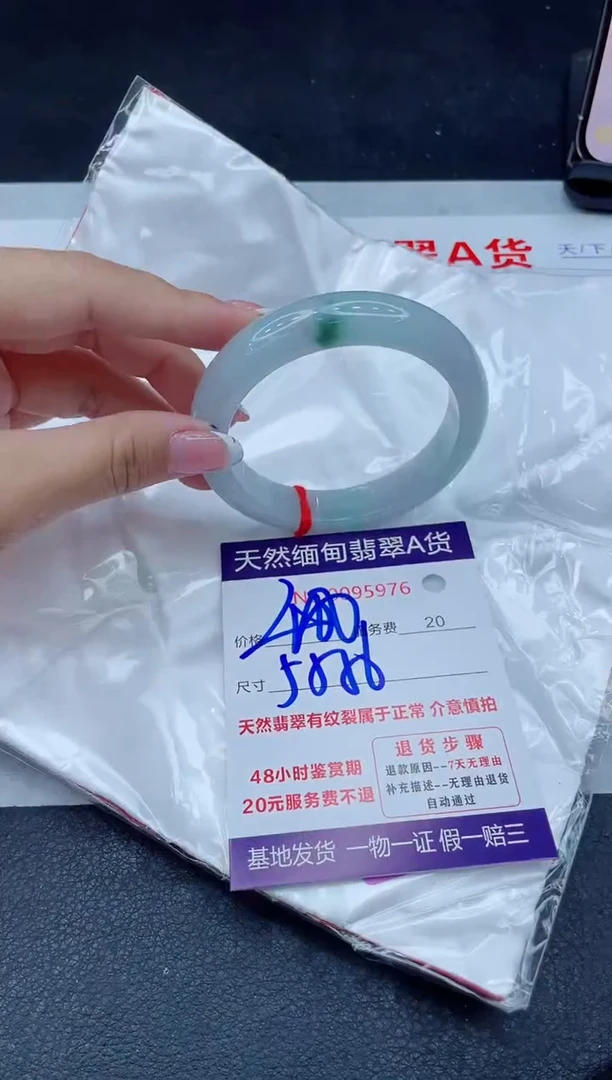 翠A货 天/下
天然缅甸翡翠A货
N 095976
价格 务费 20
尺寸
天然翡翠有纹裂属于正常 介意慎拍
48小时鉴赏期
20元服务费不退
退货步骤
退款原因--7天无理由
补充描述--无理由退货
自动通过
基地发货 一物一证 假一赔三